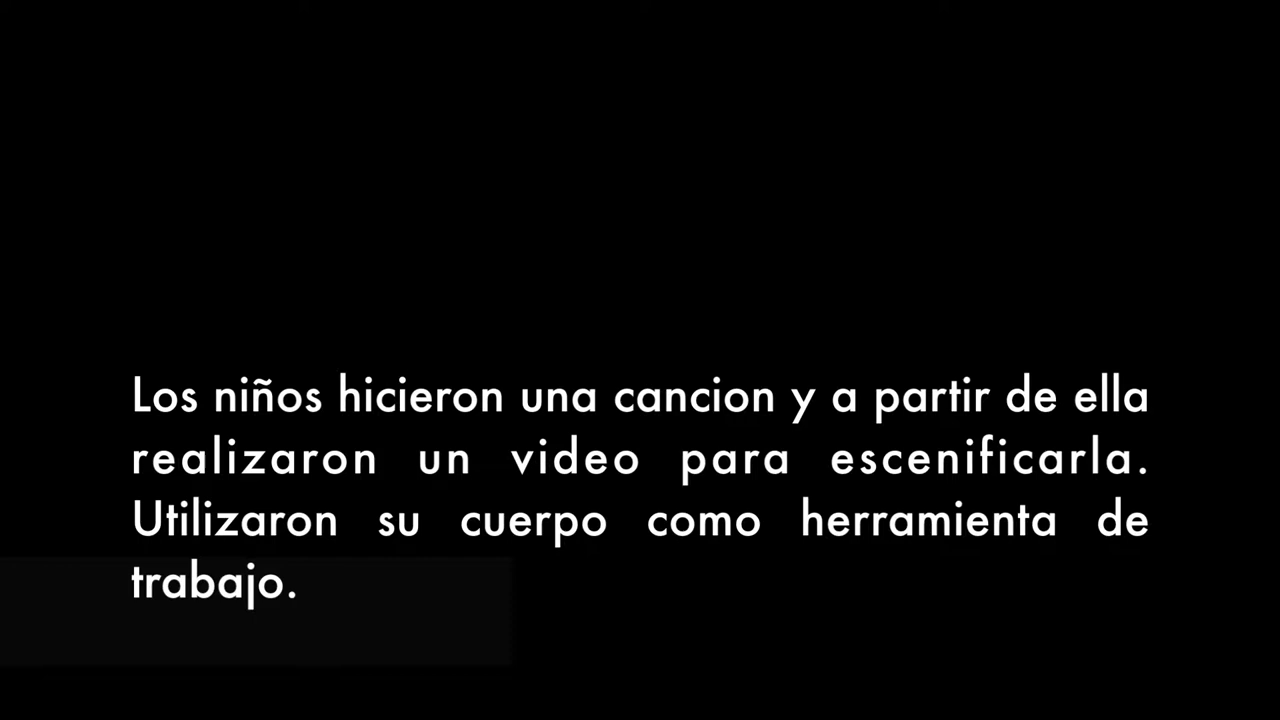 Los niños hicieron una cancion y a partir de ella
realizaron un video para escenificarla.
Utilizaron su cuerpo como herramienta de
trabajo.